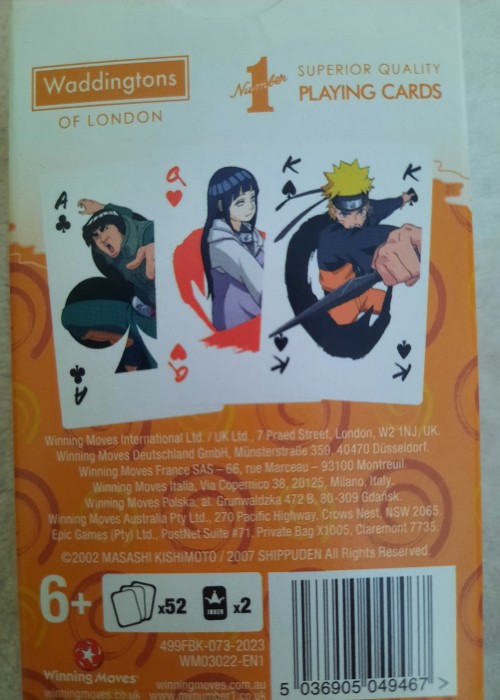 Waddingtons
OF LONDON
Number 1
SUPERIOR QUALITY
PLAYING CARDS
A
Q
K
K
A
Q
K
K
Winning Moves International Ltd. / UK Ltd., 7 Praed Street, London, W2 1NJ, UK.
Winning Moves Deutschland GmbH, Münsterstraße 359, 40470 Düsseldorf.
Winning Moves France SAS – 66, rue Marceau – 93100 Montreuil
Winning Moves Italia, Via Copernico 38, 20125, Milano, Italy.
Winning Moves Polska, al. Grunwaldzka 472 B, 80-309 Gdańsk.
Winning Moves Australia Pty Ltd., 270 Pacific Highway, Crows Nest, NSW 2065
Epic Games (Pty) Ltd., PostNet Suite #71, Private Bag X1005, Claremont 7735.
©2002 MASASHI KISHIMOTO / 2007 SHIPPUDEN All Rights Reserved.
6+
x52
JOKER
x2
499FBK-073-2023
WM03022-EN1
Winning Moves
winningmoves.co.uk
winningmoves.com.au
www.mynumber1.co.uk
5 036905 049467 >